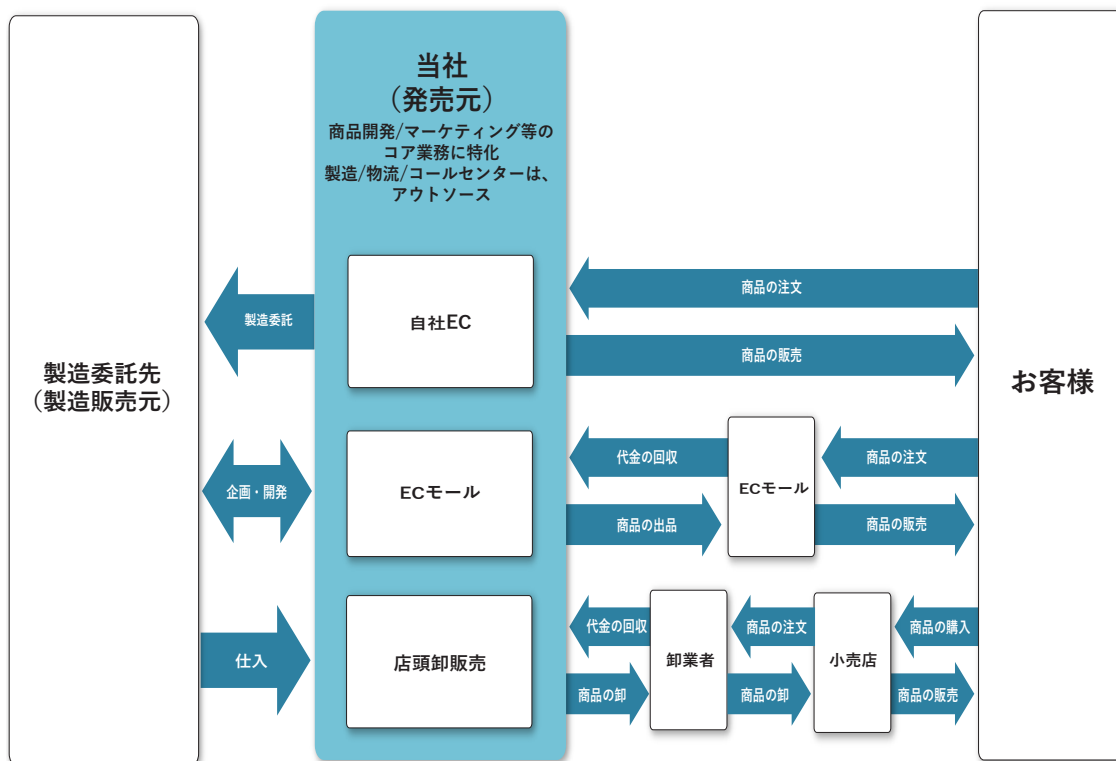 当社
（発売元）
商品開発/マーケティング等の
コア業務に特化
製造/物流/コールセンターは、
アウトソース
製造委託先
（製造販売元）
製造委託
企画・開発
仕入
自社EC
商品の注文
商品の販売
ECモール
代金の回収
商品の出品
ECモール
商品の注文
商品の販売
店頭卸販売
代金の回収
商品の卸
卸業者
商品の注文
商品の卸
小売店
商品の購入
商品の販売
お客様